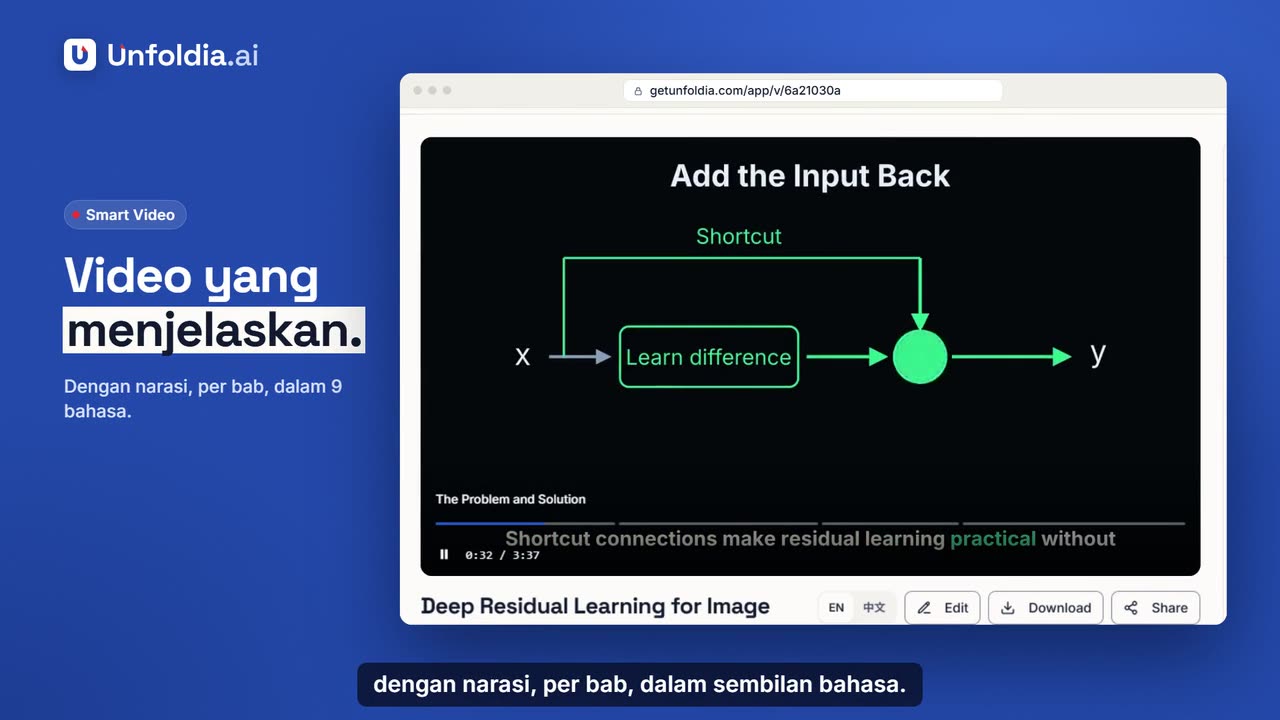 Unfoldia.ai
getunfoldia.com/app/v/6a21030a
Smart Video
Video yang
menjelaskan.
Dengan narasi, per bab, dalam 9
bahasa.
Add the Input Back
Shortcut
x
Learn difference
y
The Problem and Solution
Shortcut connections make residual learning practical without
0:32 / 3:37
Deep Residual Learning for Image
EN 中文 Edit Download Share
dengan narasi, per bab, dalam sembilan bahasa.